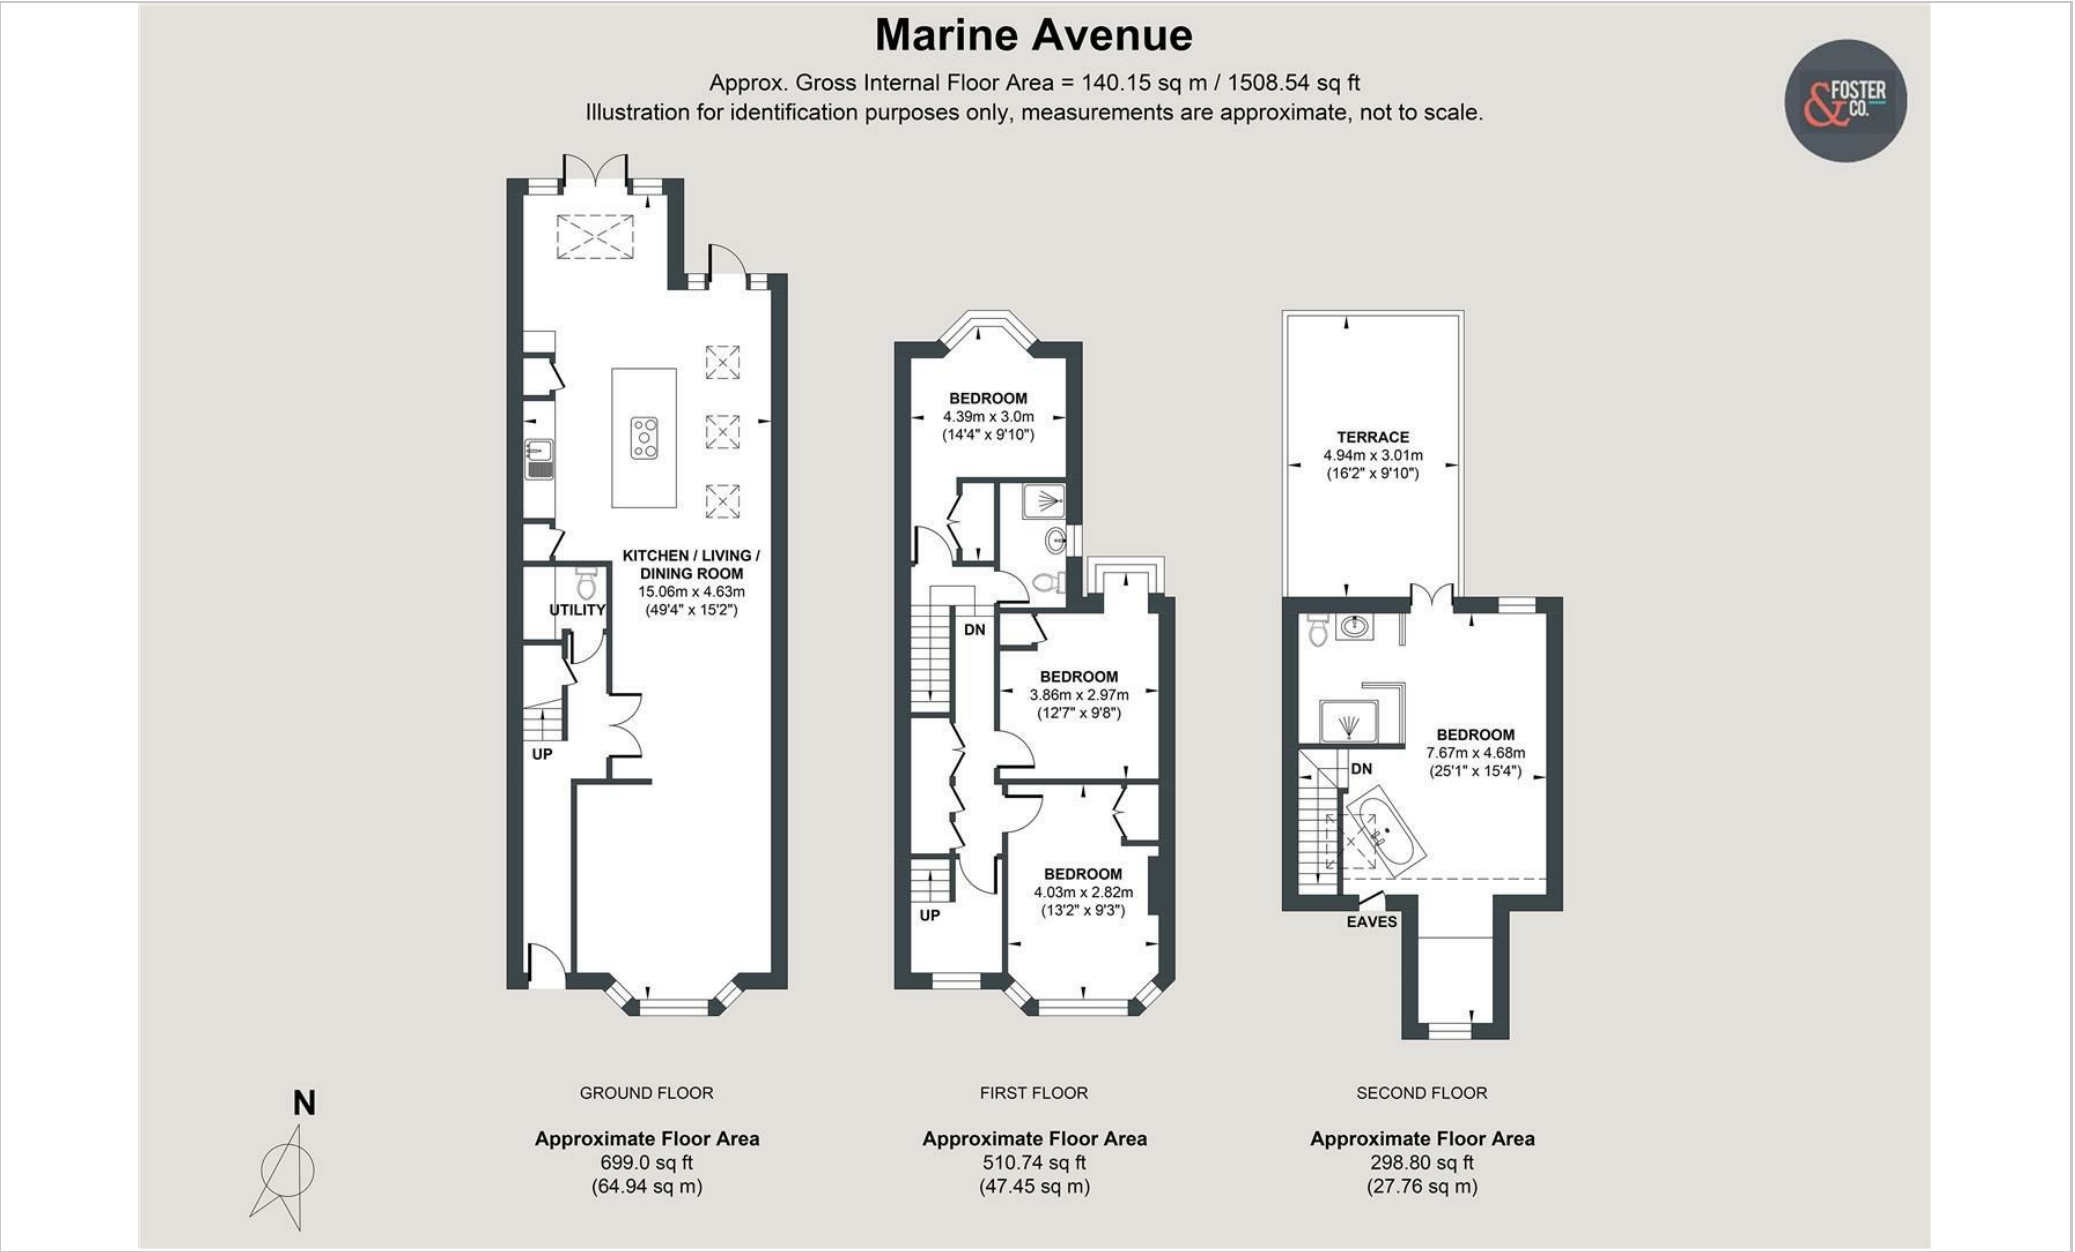 Marine Avenue
Approx. Gross Internal Floor Area = 140.15 sq m / 1508.54 sq ft
Illustration for identification purposes only, measurements are approximate, not to scale.
&FOSTER
CO.
KITCHEN / LIVING /
DINING ROOM
15.06m x 4.63m
(49'4" x 15'2")
UTILITY
UP
BEDROOM
4.39m x 3.0m
(14'4" x 9'10")
DN
BEDROOM
3.86m x 2.97m
(12'7" x 9'8")
BEDROOM
4.03m x 2.82m
(13'2" x 9'3")
UP
TERRACE
4.94m x 3.01m
(16'2" x 9'10")
BEDROOM
7.67m x 4.68m
(25'1" x 15'4")
DN
EAVES
N
GROUND FLOOR
Approximate Floor Area
699.0 sq ft
(64.94 sq m)
FIRST FLOOR
Approximate Floor Area
510.74 sq ft
(47.45 sq m)
SECOND FLOOR
Approximate Floor Area
298.80 sq ft
(27.76 sq m)